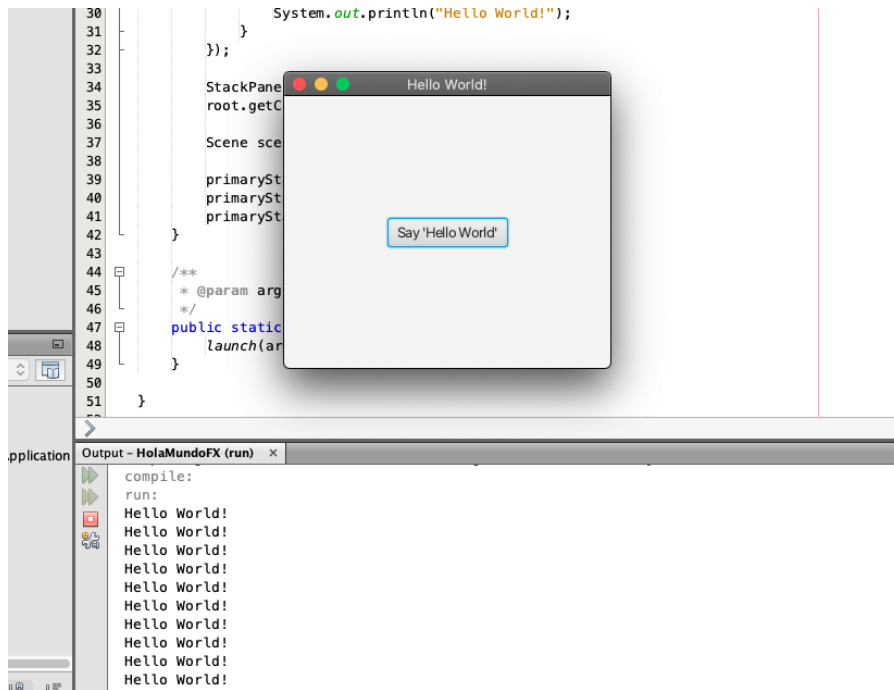 30 System.out.println("Hello World!");
31 }
32 });
33
34 StackPane
35 root.getC
36
37 Scene sce
38
39 primarySt
40 primarySt
41 primarySt
42 }
43
44 /**
45 * @param arg
46 */
47 public static
48 launch(ar
49 }
50
51 }
Hello World!
Say 'Hello World'
pplication
Output – HolaMundoFX (run) ×
compile:
run:
Hello World!
Hello World!
Hello World!
Hello World!
Hello World!
Hello World!
Hello World!
Hello World!
Hello World!
Hello World!